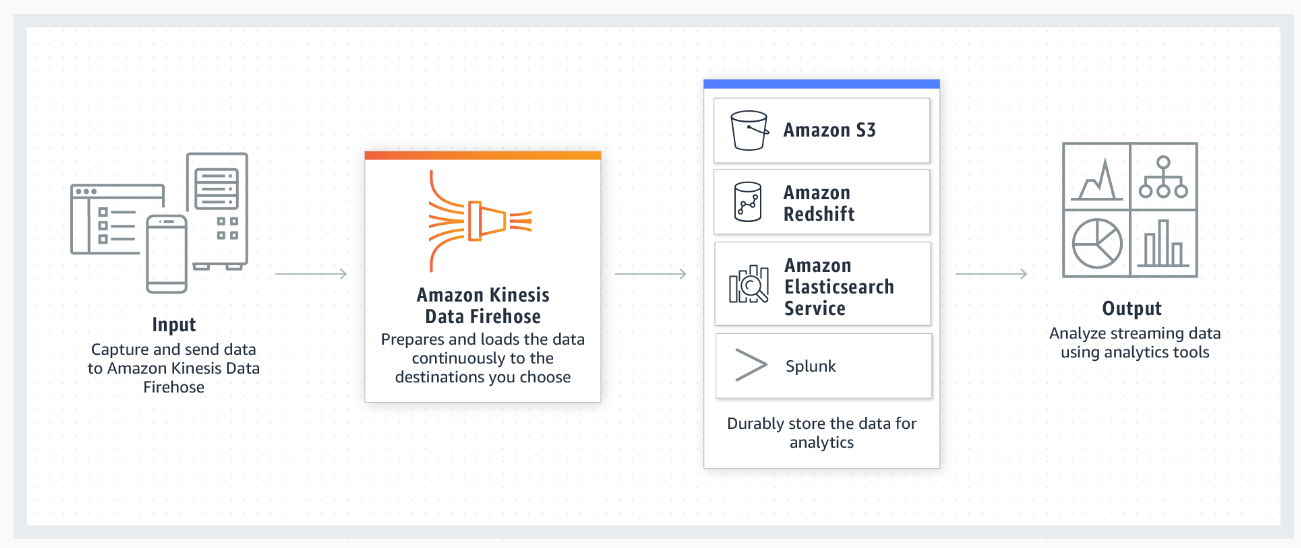 Input
Capture and send data
to Amazon Kinesis Data
Firehose
Amazon Kinesis
Data Firehose
Prepares and loads the data
continuously to the
destinations you choose
Amazon S3
Amazon
Redshift
Amazon
Elasticsearch
Service
Splunk
Durably store the data for
analytics
Output
Analyze streaming data
using analytics tools